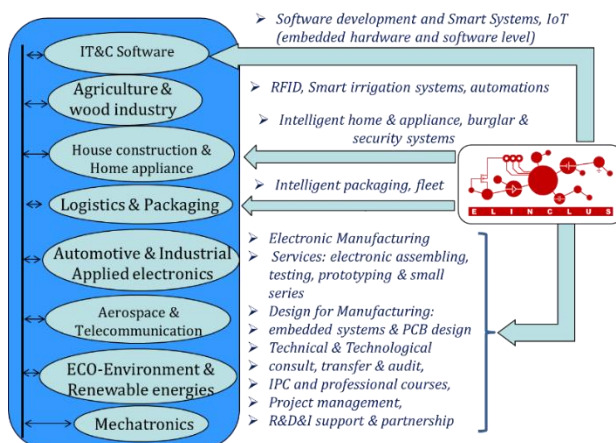 ➢ Software development and Smart Systems, IoT
(embedded hardware and software level)
IT&C Software
Agriculture &
wood industry
➢ RFID, Smart irrigation systems, automations
➢ Intelligent home & appliance, burglar &
security systems
House construction &
Home appliance
➢ Intelligent packaging, fleet
Logistics & Packaging
E L I N C L U S
Automotive & Industrial
Applied electronics
Aerospace &
Telecommunication
ECO-Environment &
Renewable energies
Mechatronics
➢ Electronic Manufacturing
➢ Services: electronic assembling,
testing, prototyping & small
series
➢ Design for Manufacturing:
➢ embedded systems & PCB design
➢ Technical & Technological
➢ consult, transfer & audit,
➢ IPC and professional courses,
➢ Project management,
➢ R&D&I support & partnership